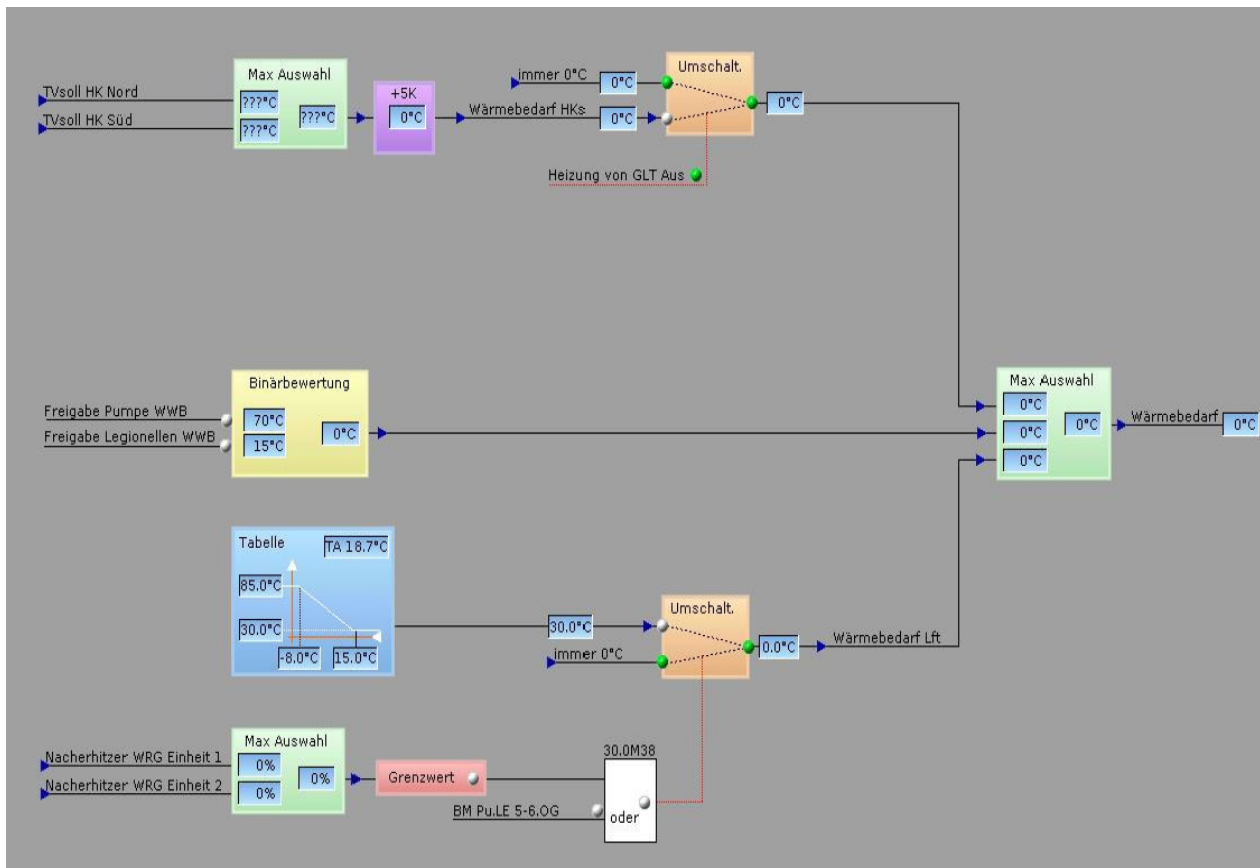 Max Auswahl
TVsoll HK Nord
???°C
???°C
TVsoll HK Süd
???°C
+5K
0°C
immer 0°C
0°C
Wärmebedarf HKs
0°C
Umschalt.
0°C
Heizung von GLT Aus
Binärbewertung
Freigabe Pumpe WWB
70°C
0°C
Freigabe Legionellen WWB
15°C
Max Auswahl
0°C
0°C
0°C
0°C
Wärmebedarf
0°C
Tabelle
TA 18.7°C
85.0°C
30.0°C
-8.0°C
15.0°C
30.0°C
immer 0°C
Umschalt.
0.0°C
Wärmebedarf Lft
Max Auswahl
Nacherhitzer WRG Einheit 1
0%
0%
Nacherhitzer WRG Einheit 2
0%
Grenzwert
BM Pu.LE 5-6.OG
30.0M38
oder